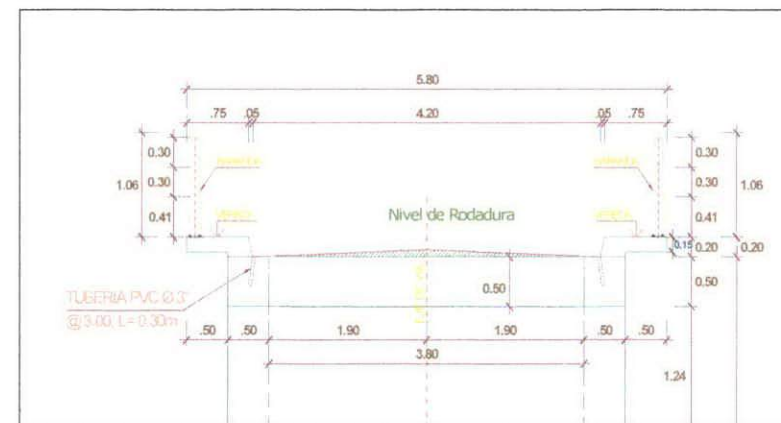 5.80
.75 .05 4.20 .05 .75
0.30 0.30
1.06 0.30 0.30 1.06
0.41 0.41
Nivel de Rodadura
0.15 0.20 0.20
0.50 0.50
TUBERIA PVC Ø 3"
@ 3.00, L = 0.30m
.50 .50 1.90 1.90 .50 .50
3.80
1.24